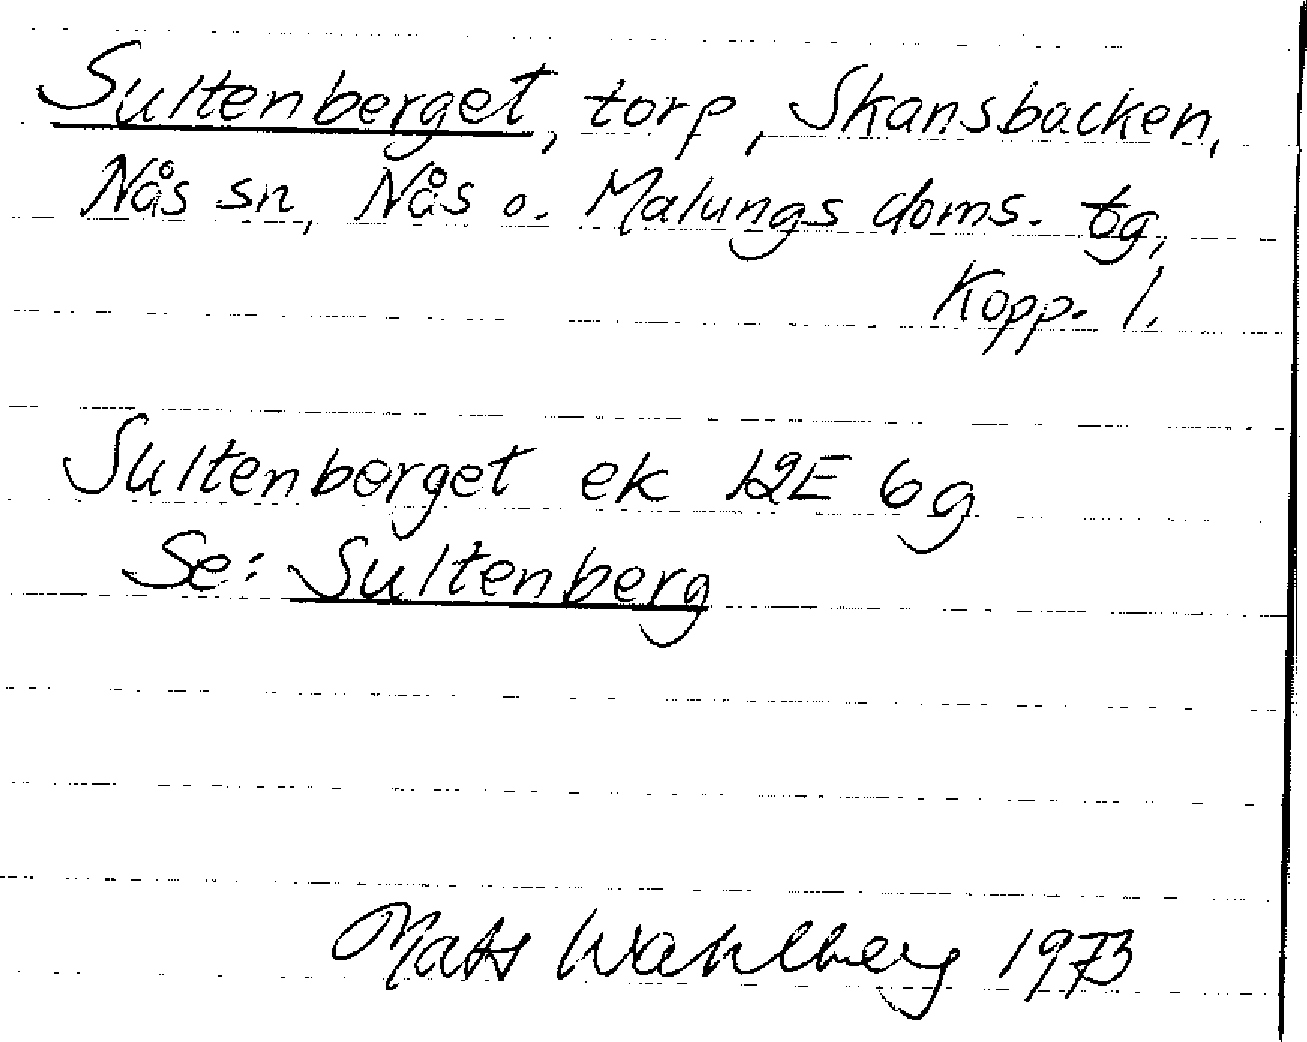 Sultenberget, torp, Skansbacken,
Nås sn, Nås o. Malungs doms. tg,
Kopp. l.
Sultenberget ek 12E 6g
Se: Sultenberg
Mats Wahlberg 1973